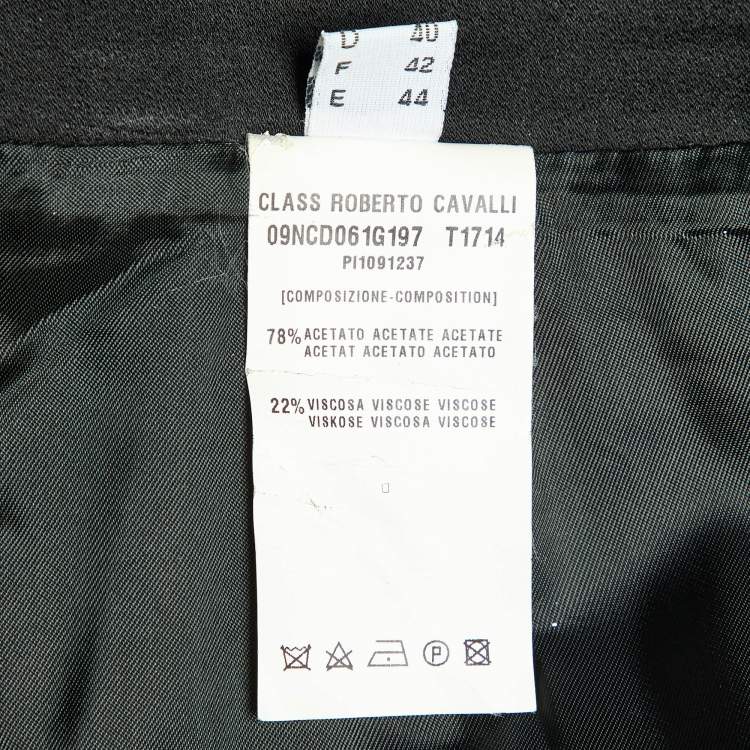 D 40
F 42
E 44
CLASS ROBERTO CAVALLI
09NCD061G197 T1714
PI1091237
[COMPOSIZIONE-COMPOSITION]
78% ACETATO ACETATE ACETATE
ACETAT ACETATO ACETATO
22% VISCOSA VISCOSE VISCOSE
VISKOSE VISCOSA VISCOSE
P